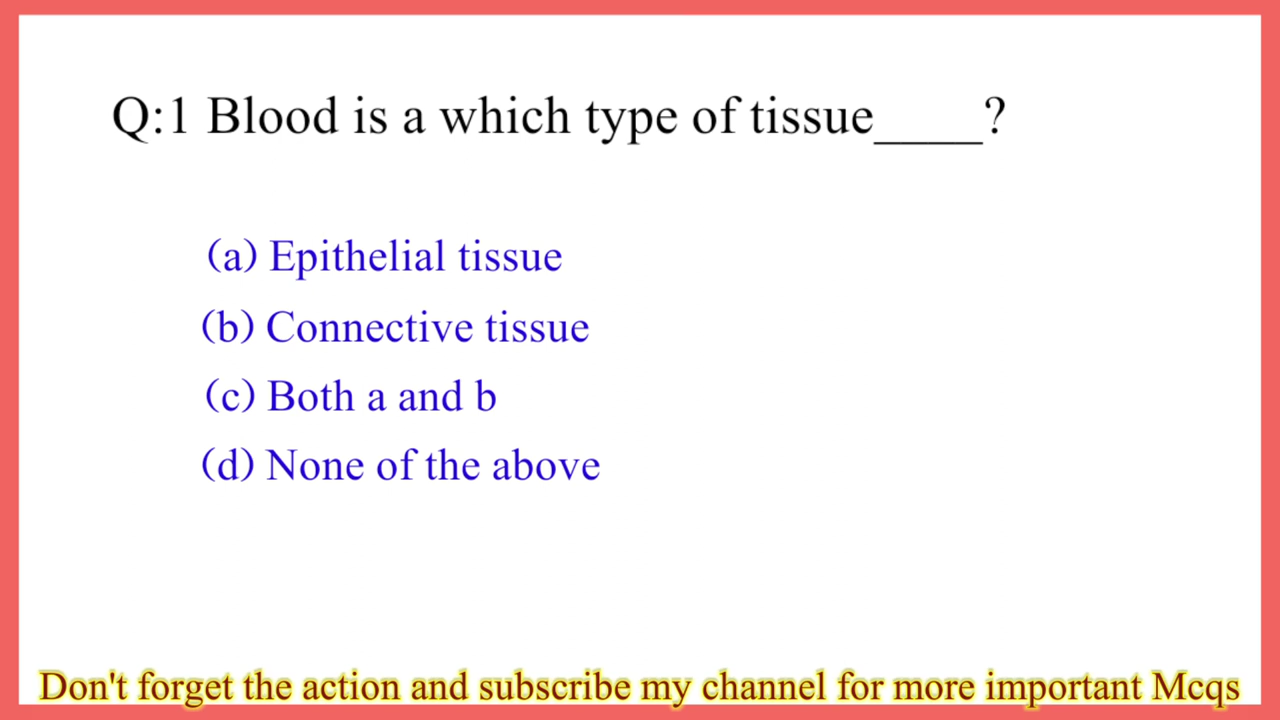 Q:1 Blood is a which type of tissue____?
(a) Epithelial tissue
(b) Connective tissue
(c) Both a and b
(d) None of the above
Don't forget the action and subscribe my channel for more important Mcqs